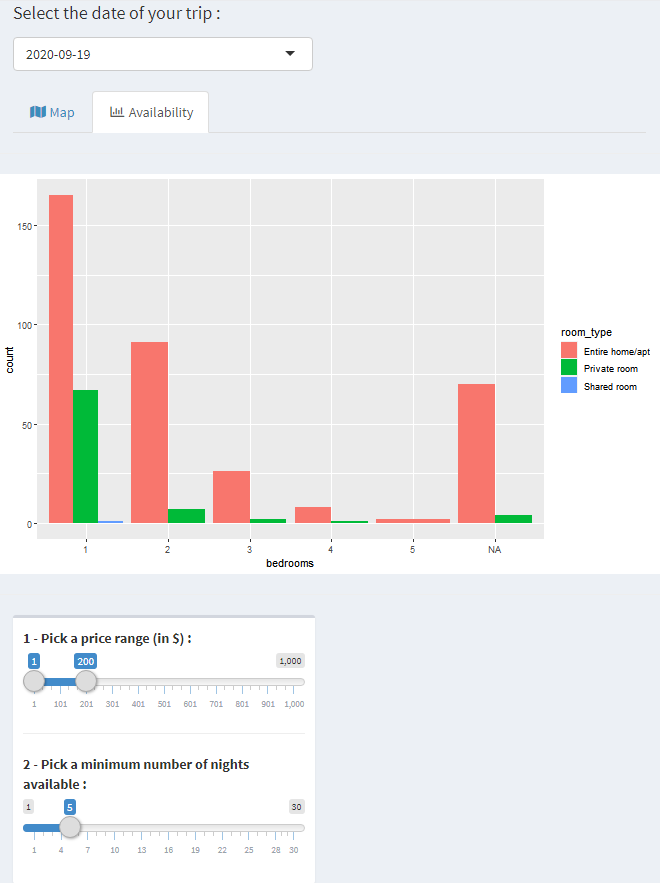 Select the date of your trip :
2020-09-19
Map Availability
150
100
50
0
count
1 2 3 4 5 NA
bedrooms
room_type
Entire home/apt
Private room
Shared room
1 - Pick a price range (in $) :
1 200 1,000
1 101 201 301 401 501 601 701 801 901 1,000
2 - Pick a minimum number of nights
available :
1 5 30
1 4 7 10 13 16 19 22 25 28 30